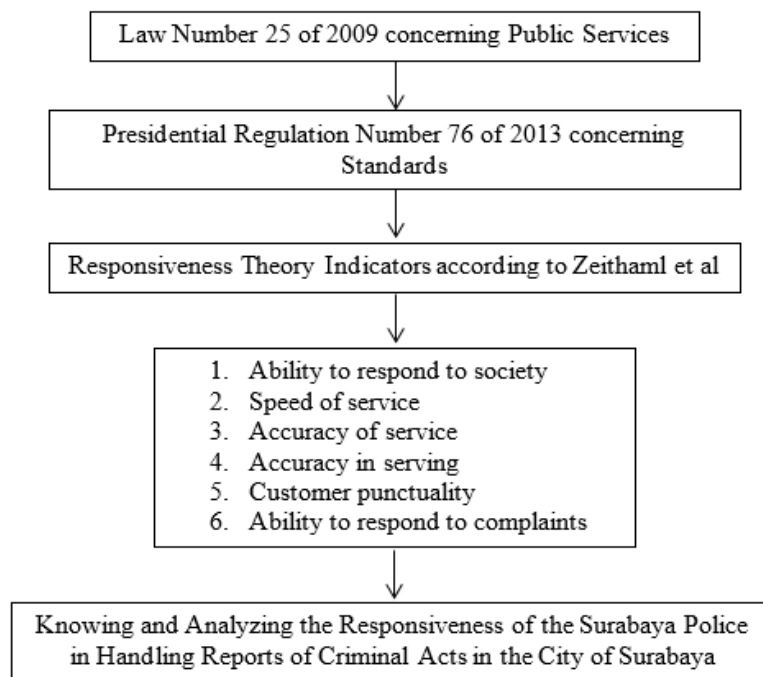 Law Number 25 of 2009 concerning Public Services
Presidential Regulation Number 76 of 2013 concerning
Standards
Responsiveness Theory Indicators according to Zeithaml et al
1. Ability to respond to society
2. Speed of service
3. Accuracy of service
4. Accuracy in serving
5. Customer punctuality
6. Ability to respond to complaints
Knowing and Analyzing the Responsiveness of the Surabaya Police
in Handling Reports of Criminal Acts in the City of Surabaya